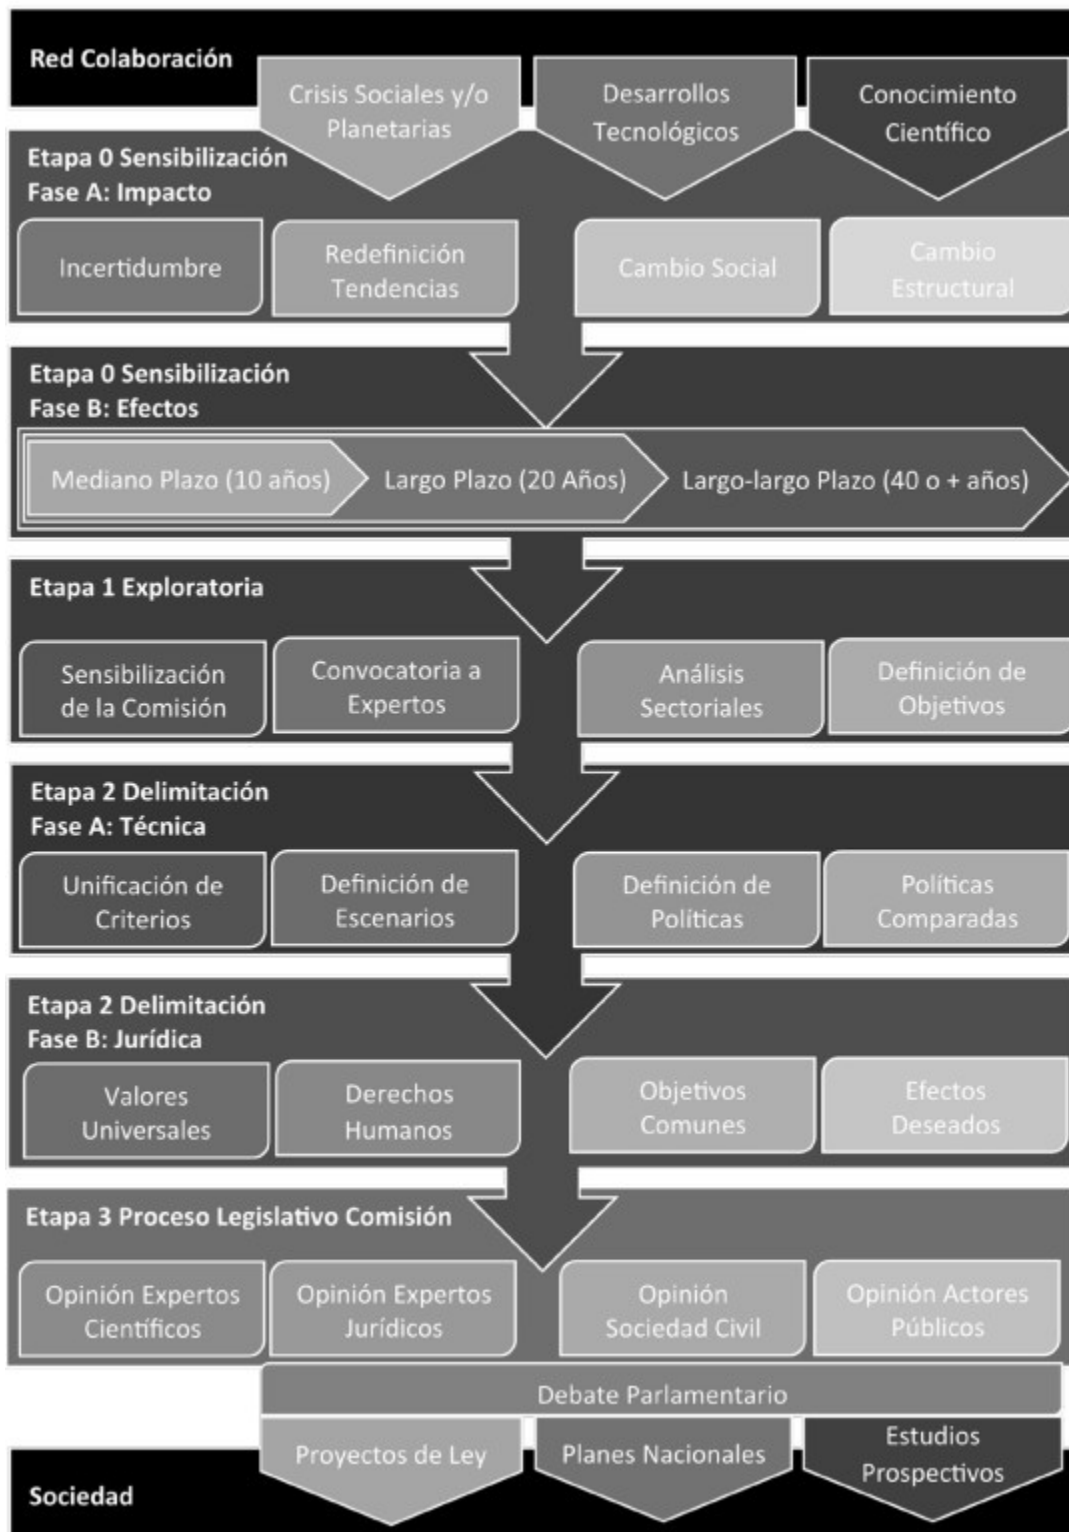 Red Colaboración
Crisis Sociales y/o
Planetarias
Desarrollos
Tecnológicos
Conocimiento
Científico
Etapa 0 Sensibilización
Fase A: Impacto
Incertidumbre
Redefinición
Tendencias
Cambio Social
Cambio
Estructural
Etapa 0 Sensibilización
Fase B: Efectos
Mediano Plazo (10 años)
Largo Plazo (20 Años)
Largo-largo Plazo (40 o + años)
Etapa 1 Exploratoria
Sensibilización
de la Comisión
Convocatoria a
Expertos
Análisis
Sectoriales
Definición de
Objetivos
Etapa 2 Delimitación
Fase A: Técnica
Unificación de
Criterios
Definición de
Escenarios
Definición de
Políticas
Políticas
Comparadas
Etapa 2 Delimitación
Fase B: Jurídica
Valores
Universales
Derechos
Humanos
Objetivos
Comunes
Efectos
Deseados
Etapa 3 Proceso Legislativo Comisión
Opinión Expertos
Científicos
Opinión Expertos
Jurídicos
Opinión
Sociedad Civil
Opinión Actores
Públicos
Debate Parlamentario
Proyectos de Ley
Planes Nacionales
Estudios
Prospectivos
Sociedad